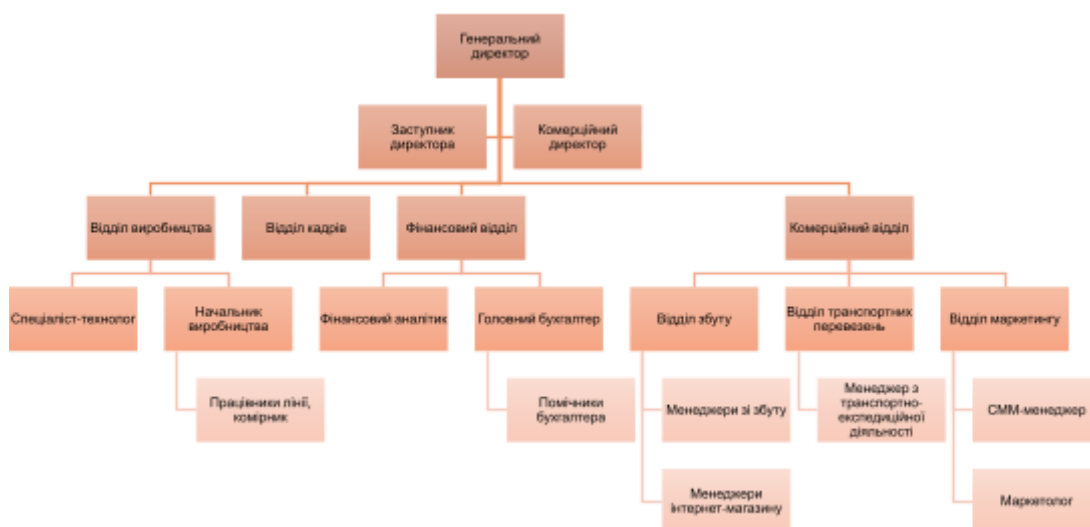 Генеральний
директор
Заступник
директора
Комерційний
директор
Відділ виробництва
Відділ кадрів
Фінансовий відділ
Комерційний відділ
Спеціаліст-технолог
Начальник
виробництва
Фінансовий аналітик
Головний бухгалтер
Відділ збуту
Відділ транспортних
перевезень
Відділ маркетингу
Працівники лінії,
комірник
Помічники
бухгалтера
Менеджери зі збуту
Менеджер з
транспортно-
експедиційної
діяльності
СММ-менеджер
Менеджери
інтернет-магазину
Маркетолог